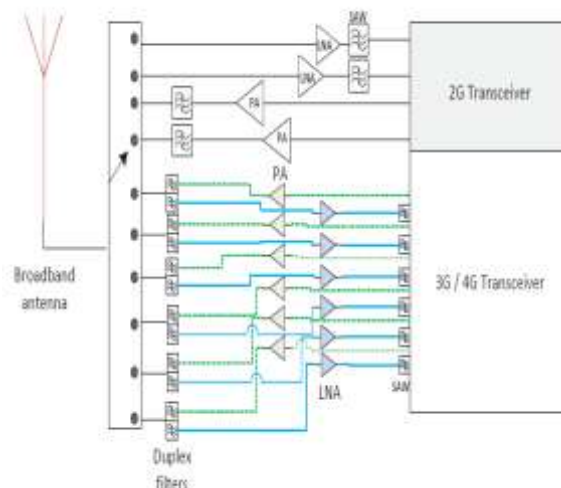 SAW
LNA
LNA
2G Transceiver
PA
PA
PA
3G / 4G Transceiver
Broadband
antenna
LNA
SAW
Duplex
filters